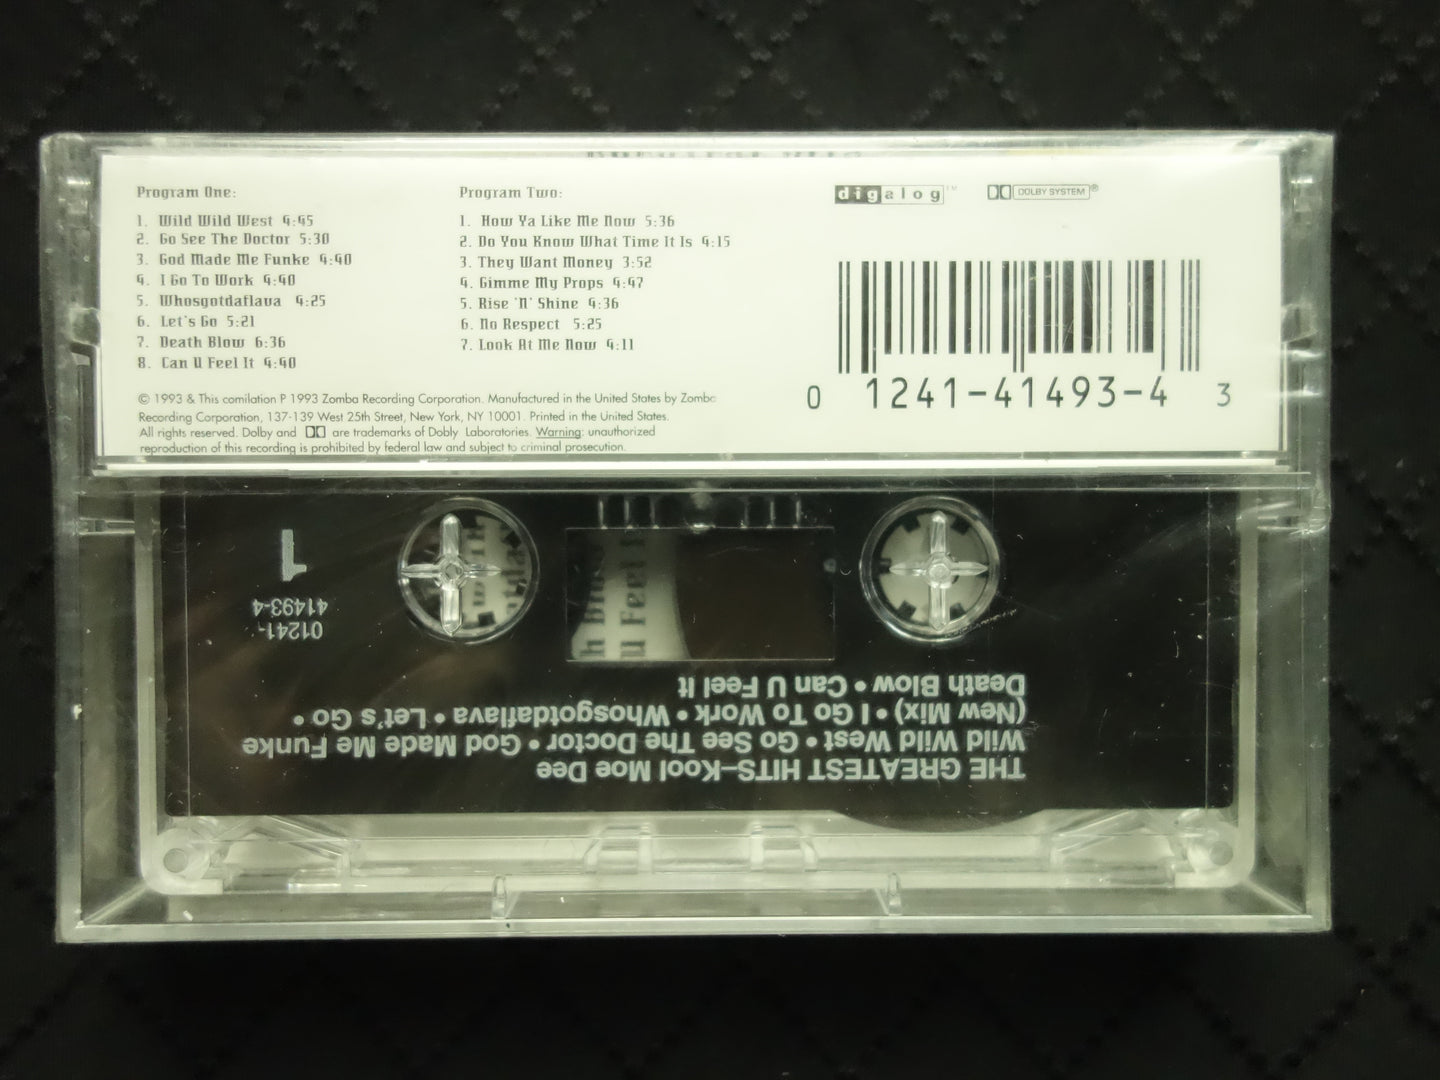 Program One:
1. Wild Wild West 4:45
2. Go See The Doctor 5:30
3. God Made Me Funke 4:40
4. I Go To Work 4:40
5. Whosgotdaflava 4:25
6. Let's Go 5:21
7. Death Blow 6:36
8. Can U Feel It 4:40
Program Two:
1. How Ya Like Me Now 5:36
2. Do You Know What Time It Is 4:15
3. They Want Money 3:52
4. Gimme My Props 4:47
5. Rise 'N' Shine 4:36
6. No Respect 5:25
7. Look At Me Now 4:11
digalog™
DOLBY SYSTEM®
0 1241-41493-4 3
© 1993 & This comilation P 1993 Zomba Recording Corporation. Manufactured in the United States by Zomba
Recording Corporation, 137-139 West 25th Street, New York, NY 10001. Printed in the United States.
All rights reserved. Dolby and are trademarks of Dobly Laboratories. Warning: unauthorized
reproduction of this recording is prohibited by federal law and subject to criminal prosecution.
THE GREATEST HITS–Kool Moe Dee
Wild Wild West • Go See The Doctor • God Made Me Funke
(New Mix) • I Go To Work • Whosgotdaflava • Let's Go •
Death Blow • Can U Feel It
01241-
41493-4
1
u Feel